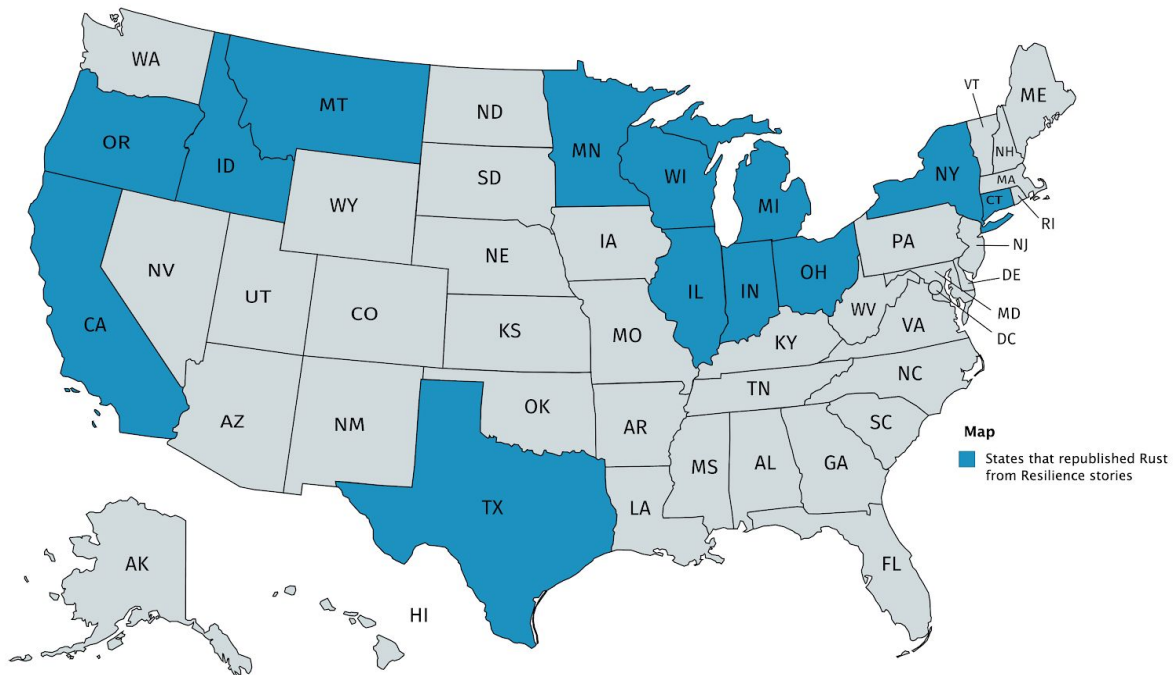 WA
VT
ME
MT
ND
NH
OR
MN
ID
WI
NY
MA
SD
CT
WY
MI
RI
PA
IA
NJ
NE
OH
NV
DE
IL
IN
UT
WV
MD
CO
CA
KS
MO
VA
DC
KY
NC
TN
OK
AZ
NM
AR
SC
Map
States that republished Rust
from Resilience stories
MS
AL
GA
TX
LA
AK
FL
HI